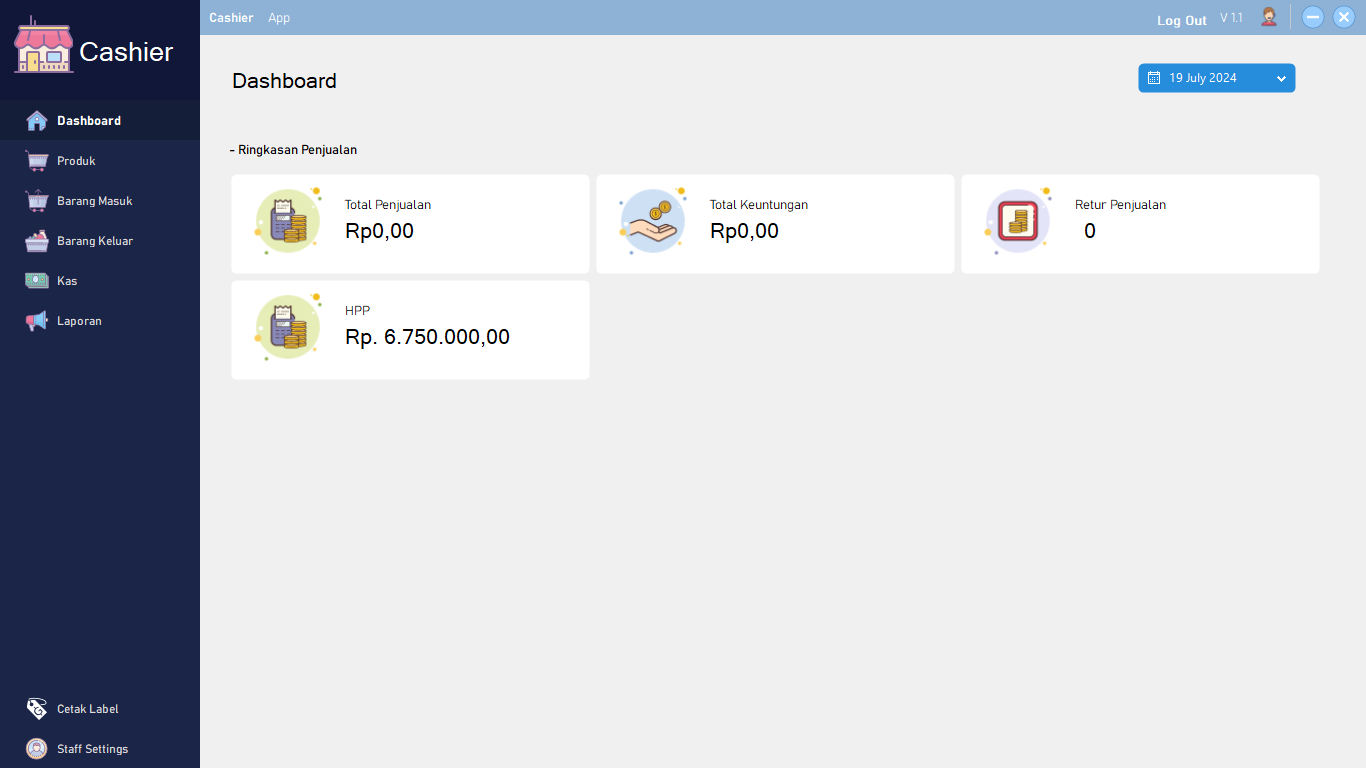 Cashier
Dashboard
Produk
Barang Masuk
Barang Keluar
Kas
Laporan
Cetak Label
Staff Settings
Cashier App
Log Out V 1.1
Dashboard
19 July 2024
- Ringkasan Penjualan
Total Penjualan
Rp0,00
Total Keuntungan
Rp0,00
Retur Penjualan
0
HPP
Rp. 6.750.000,00